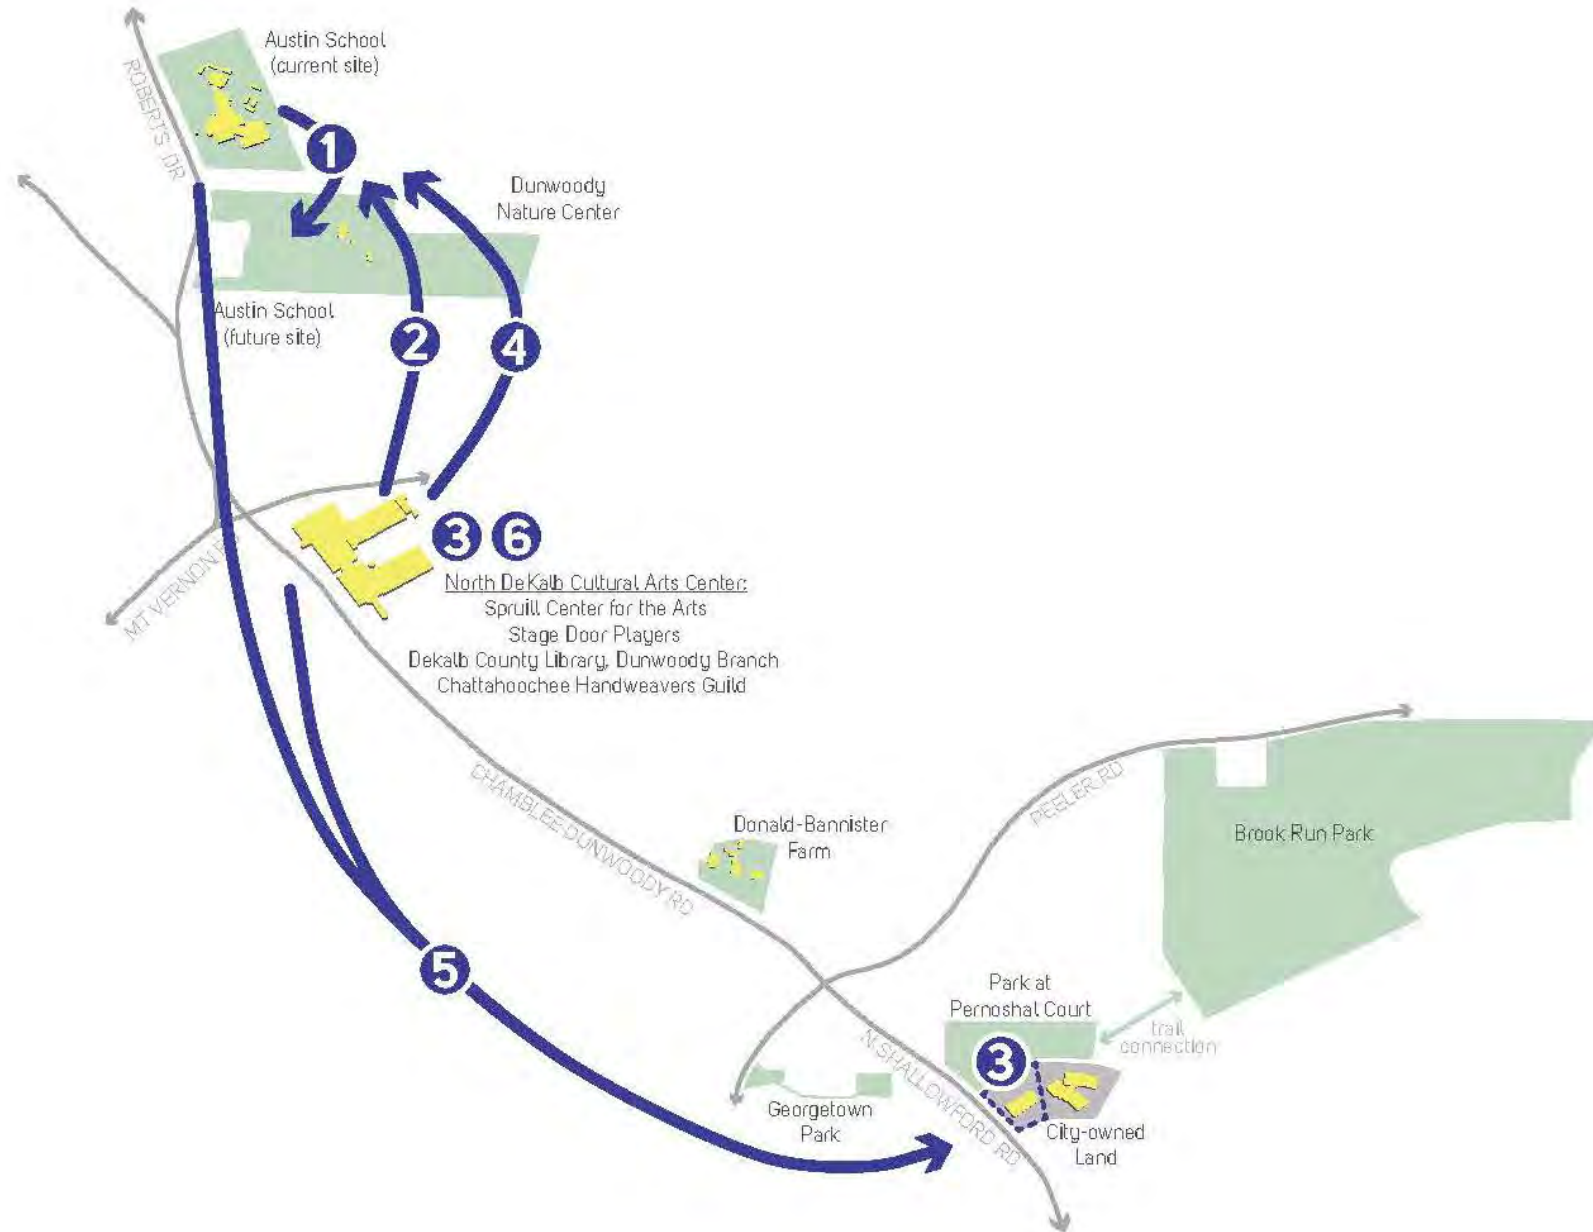 Austin School
(current site)
ROBERTS DR
1
Dunwoody
Nature Center
Austin School
(future site)
2
4
MT VERNON R
3 6
North DeKalb Cultural Arts Center:
Spruill Center for the Arts
Stage Door Players
Dekalb County Library, Dunwoody Branch
Chattahoochee Handweavers Guild
CHAMBLEE-DUNWOODY RD
Donald-Bannister
Farm
PEELER RD
Brook Run Park
5
Park at
Pernoshal Court
trail
connection
3
N. SHALLOWFORD RD
Georgetown
Park
City-owned
Land